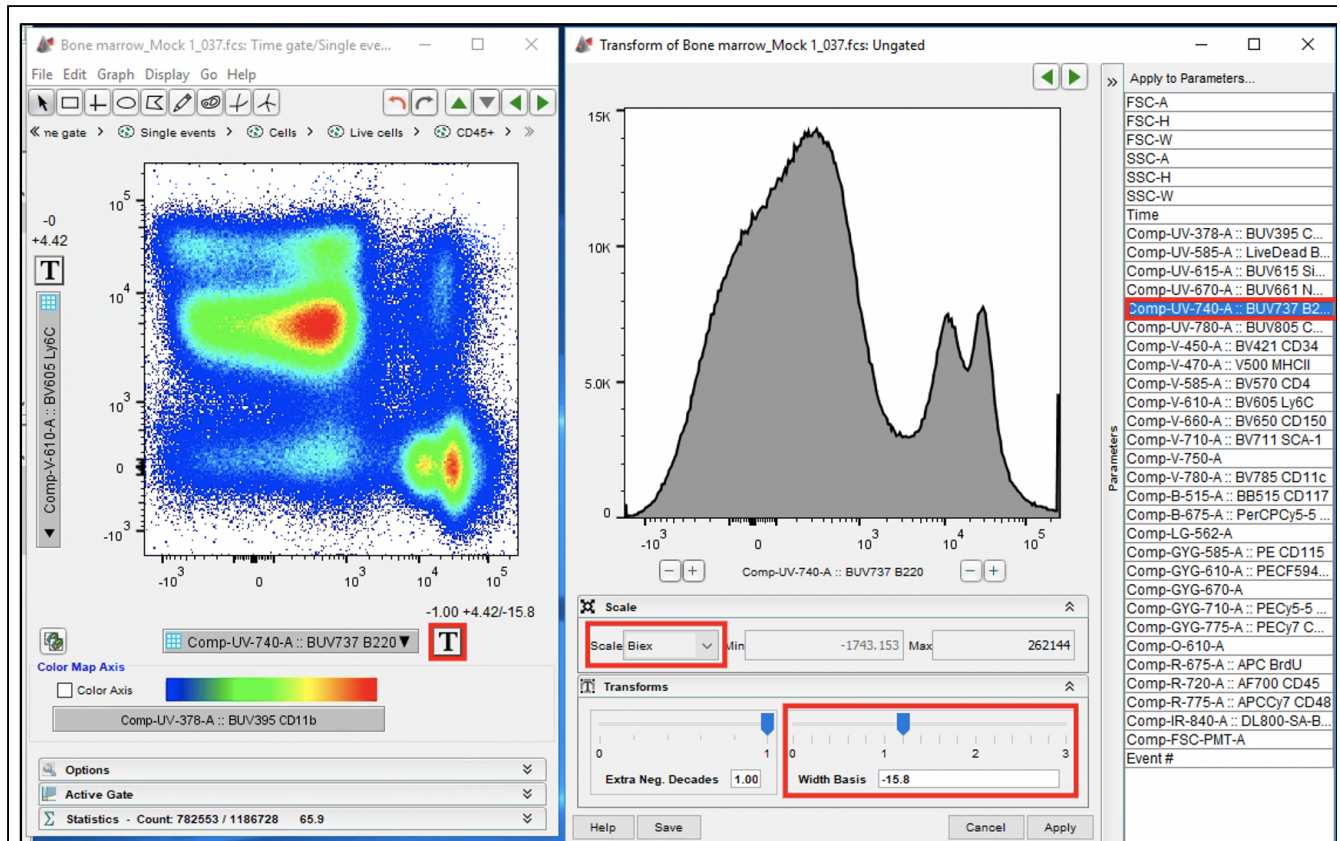 Bone marrow_Mock 1_037.fcs: Time gate/Single eve...
File Edit Graph Display Go Help
ne gate > Single events > Cells > Live cells > CD45+ >
-0
+4.42
T
Comp-V-610-A :: BV605 Ly6C
10^5
10^4
10^3
0
-10^3
-10^3 0 10^3 10^4 10^5
-1.00 +4.42/-15.8
Comp-UV-740-A :: BUV737 B220
T
Color Map Axis
Color Axis
Comp-UV-378-A :: BUV395 CD11b
Options
Active Gate
Σ Statistics - Count: 782553 / 1186728 65.9
Transform of Bone marrow_Mock 1_037.fcs: Ungated
15K
10K
5.0K
0
-10^3 0 10^3 10^4 10^5
− + Comp-UV-740-A :: BUV737 B220 − +
Scale
Scale Biex Min -1743.153 Max 262144
T Transforms
0 1
Extra Neg. Decades 1.00
0 1 2 3
Width Basis -15.8
Help Save Cancel Apply
Parameters
Apply to Parameters...
FSC-A
FSC-H
FSC-W
SSC-A
SSC-H
SSC-W
Time
Comp-UV-378-A :: BUV395 C...
Comp-UV-585-A :: LiveDead B...
Comp-UV-615-A :: BUV615 Si...
Comp-UV-670-A :: BUV661 N...
Comp-UV-740-A :: BUV737 B2...
Comp-UV-780-A :: BUV805 C...
Comp-V-450-A :: BV421 CD34
Comp-V-470-A :: V500 MHCII
Comp-V-585-A :: BV570 CD4
Comp-V-610-A :: BV605 Ly6C
Comp-V-660-A :: BV650 CD150
Comp-V-710-A :: BV711 SCA-1
Comp-V-750-A
Comp-V-780-A :: BV785 CD11c
Comp-B-515-A :: BB515 CD117
Comp-B-675-A :: PerCPCy5-5 ...
Comp-LG-562-A
Comp-GYG-585-A :: PE CD115
Comp-GYG-610-A :: PECF594...
Comp-GYG-670-A
Comp-GYG-710-A :: PECy5-5 ...
Comp-GYG-775-A :: PECy7 C...
Comp-O-610-A
Comp-R-675-A :: APC BrdU
Comp-R-720-A :: AF700 CD45
Comp-R-775-A :: APCCy7 CD48
Comp-IR-840-A :: DL800-SA-B...
Comp-FSC-PMT-A
Event #